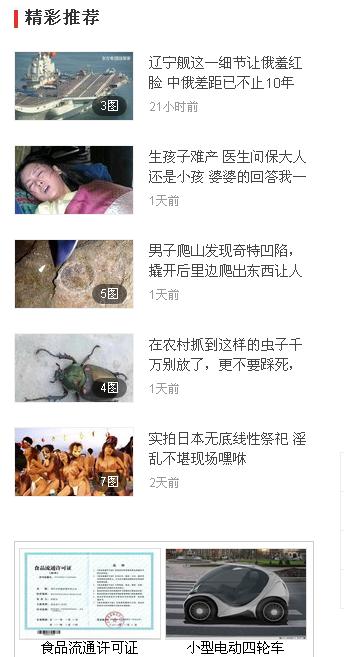 精彩推荐
辽宁舰这一细节让俄羞红
脸 中俄差距已不止10年
3图
21小时前
生孩子难产 医生问保大人
还是小孩 婆婆的回答我一
1天前
男子爬山发现奇特凹陷，
撬开后里边爬出东西让人
5图
1天前
在农村抓到这样的虫子千
万别放了，更不要踩死，
4图
1天前
实拍日本无底线性祭祀 淫
乱不堪现场嘿咻
7图
2天前
食品流通许可证
食品流通许可证
小型电动四轮车